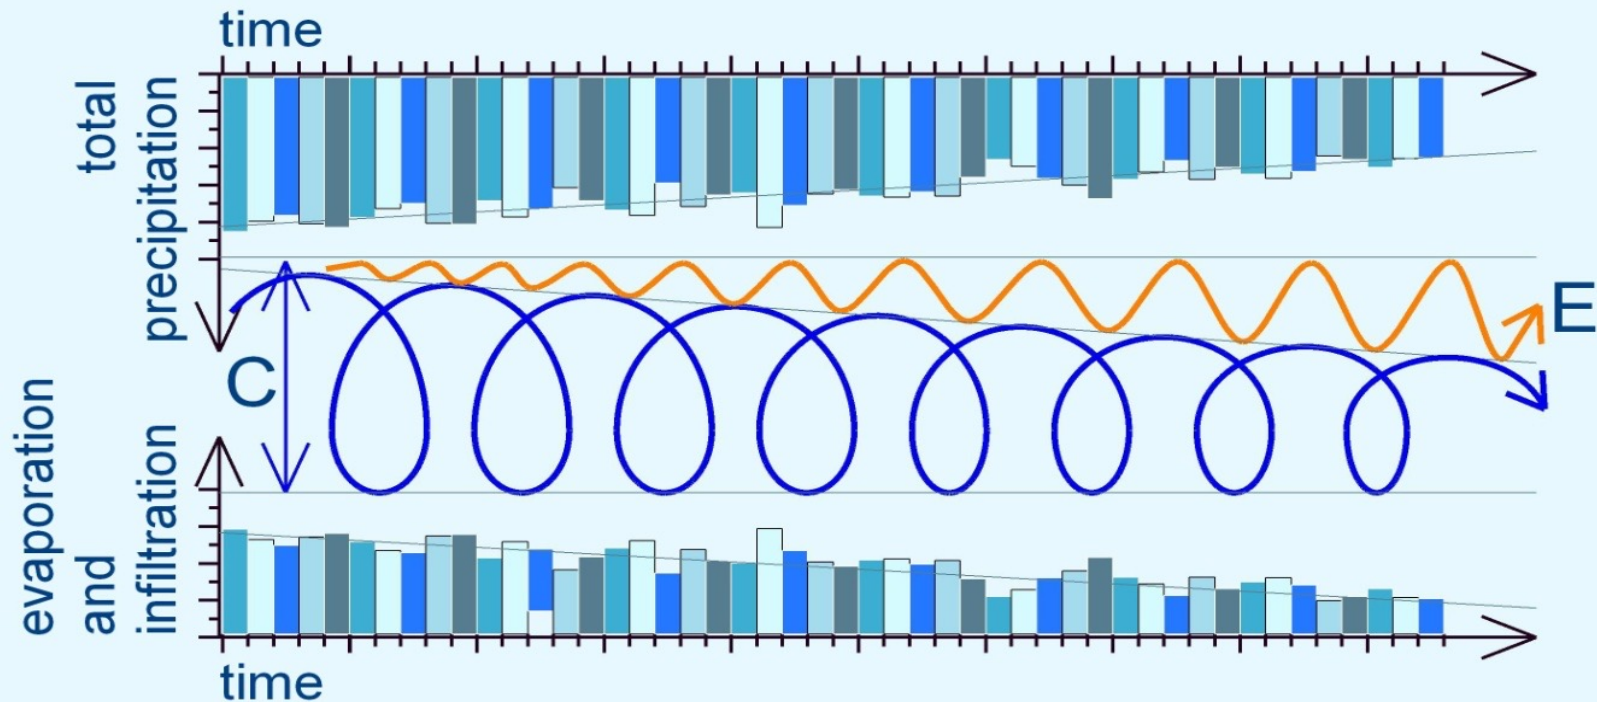 time
total
precipitation
C
E
evaporation
and
infiltration
time